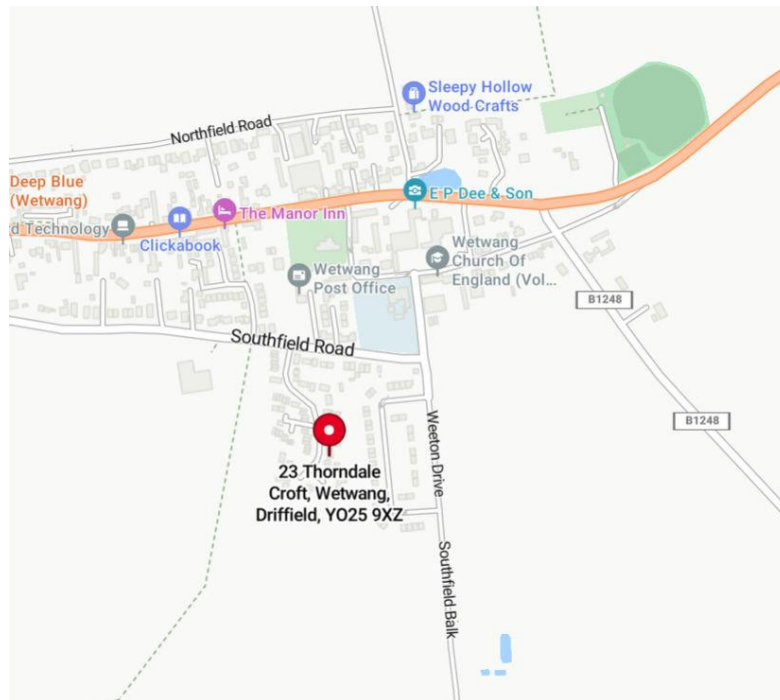 Sleepy Hollow
Wood-Crafts
Northfield Road
Deep Blue
(Wetwang)
E P Dee & Son
d Technology
The Manor Inn
Clickabook
Wetwang
Church Of
England (Vol...
Wetwang
Post Office
B1248
Southfield Road
B1248
Weeton Drive
23 Thorndale
Croft, Wetwang,
Driffield, YO25 9XZ
Southfield Balk